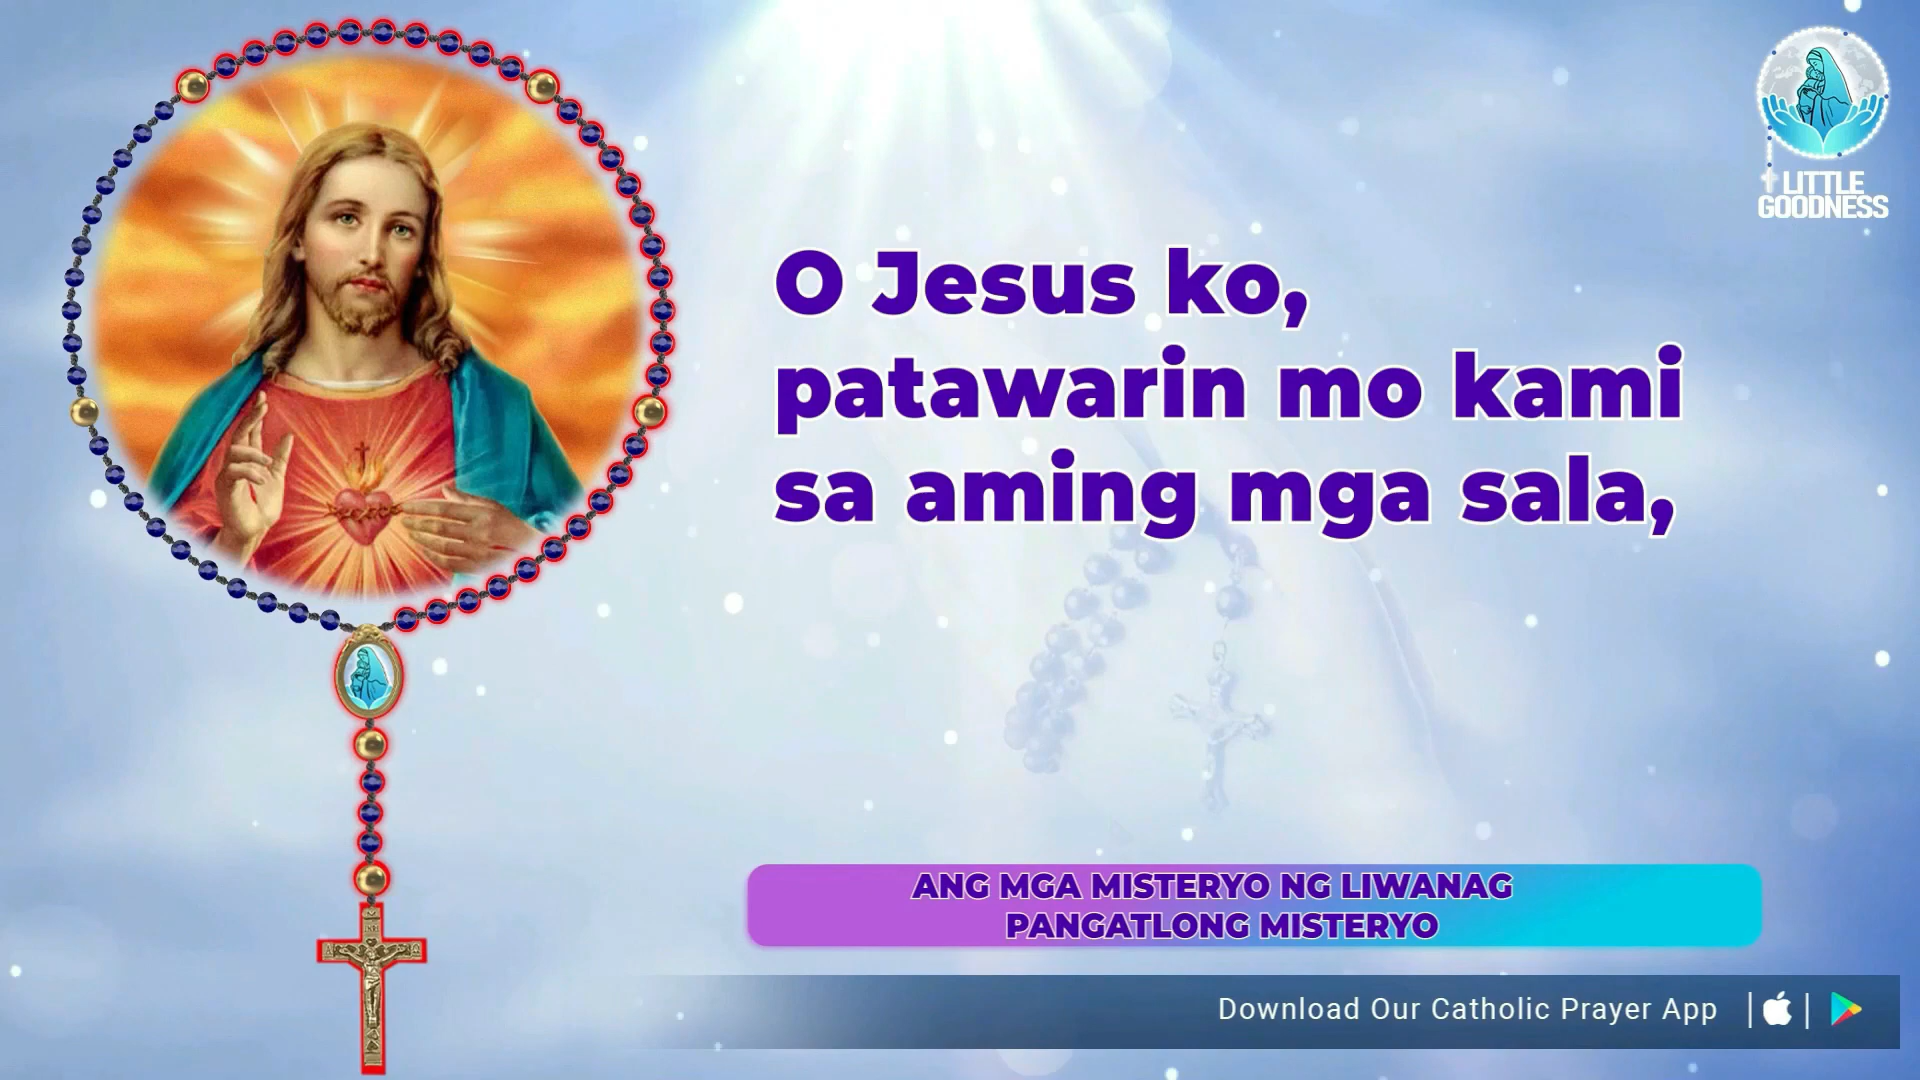 LITTLE
GOODNESS
O Jesus ko,
patawarin mo kami
sa aming mga sala,
ANG MGA MISTERYO NG LIWANAG
PANGATLONG MISTERYO
Download Our Catholic Prayer App
INRI